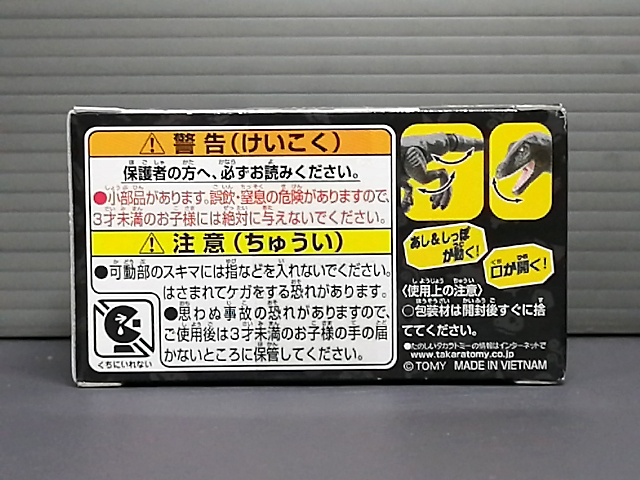 ⚠警告(けいこく)
保護者の方へ、必ずお読みください。
●小部品があります。誤飲・窒息の危険がありますので、
3才未満のお子様には絶対に与えないでください。
⚠注意(ちゅうい)
●可動部のスキマには指などを入れないでください。
はさまれてケガをする恐れがあります。
●思わぬ事故の恐れがありますので、
ご使用後は3才未満のお子様の手の届
かないところに保管してください。
くちにいれない
あし&しっぽ
が動く!
口が開く!
〈使用上の注意〉
○包装材は開封後すぐに捨
ててください。
●たのしいタカラトミーの情報はインターネットで
www.takaratomy.co.jp
© TOMY MADE IN VIETNAM